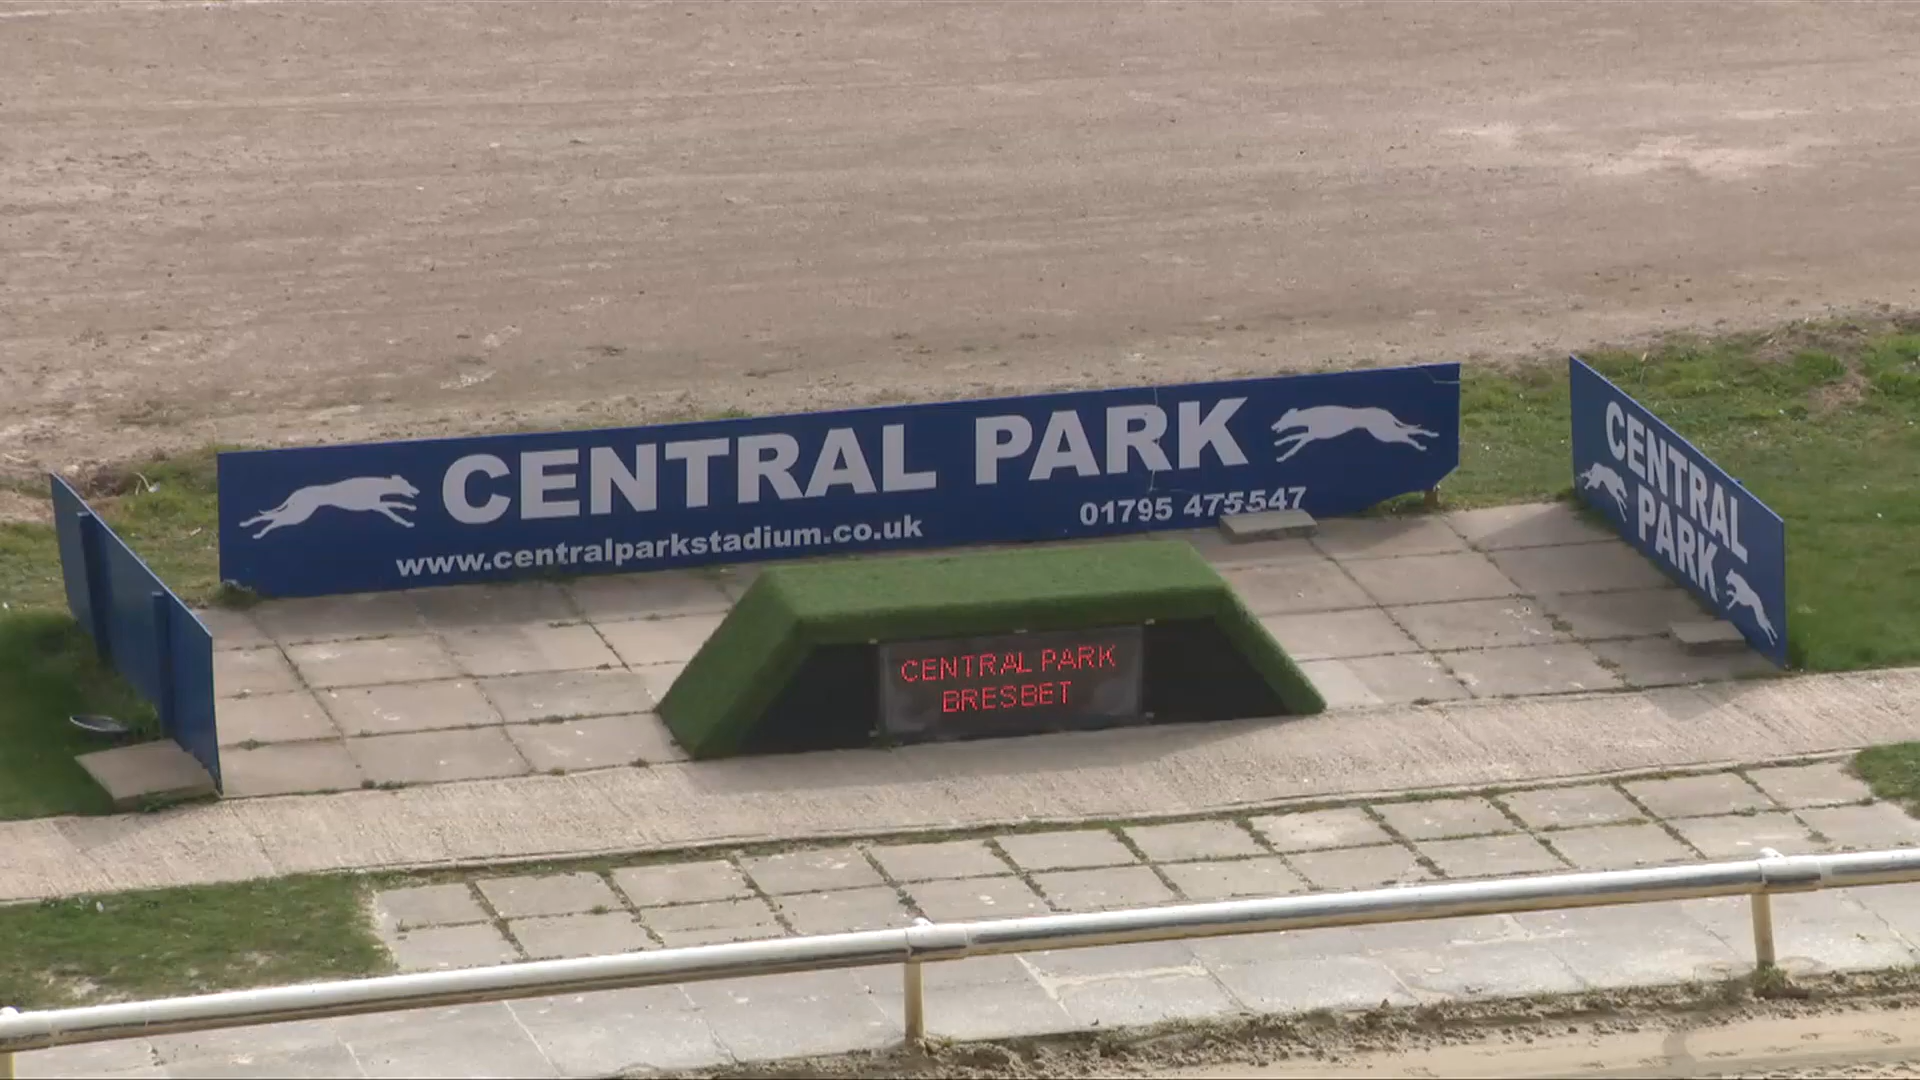 CENTRAL PARK
www.centralparkstadium.co.uk
01795 475547
CENTRAL
PARK
CENTRAL PARK
BRESBET